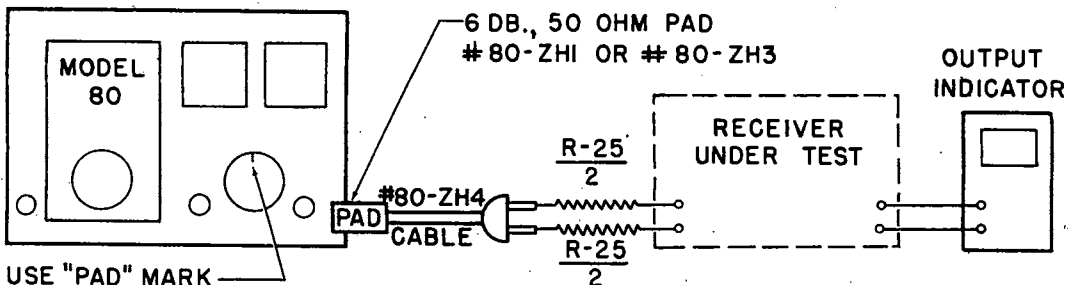 6 DB., 50 OHM PAD
#80-ZH1 OR #80-ZH3
MODEL
80
OUTPUT
INDICATOR
RECEIVER
UNDER TEST
R-25
2
#80-ZH4
PAD
CABLE
R-25
2
USE "PAD" MARK